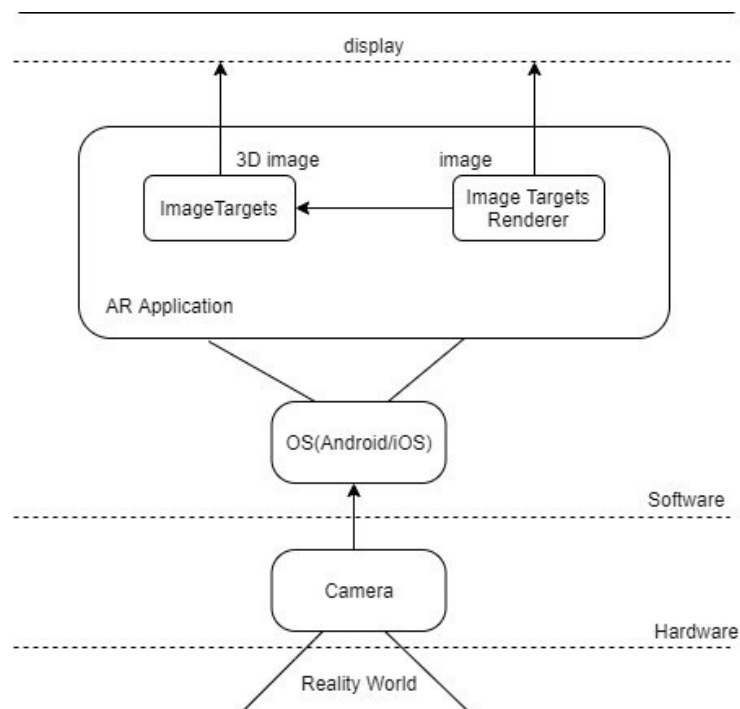 display
3D image
image
ImageTargets
Image Targets
Renderer
AR Application
OS(Android/iOS)
Software
Camera
Hardware
Reality World